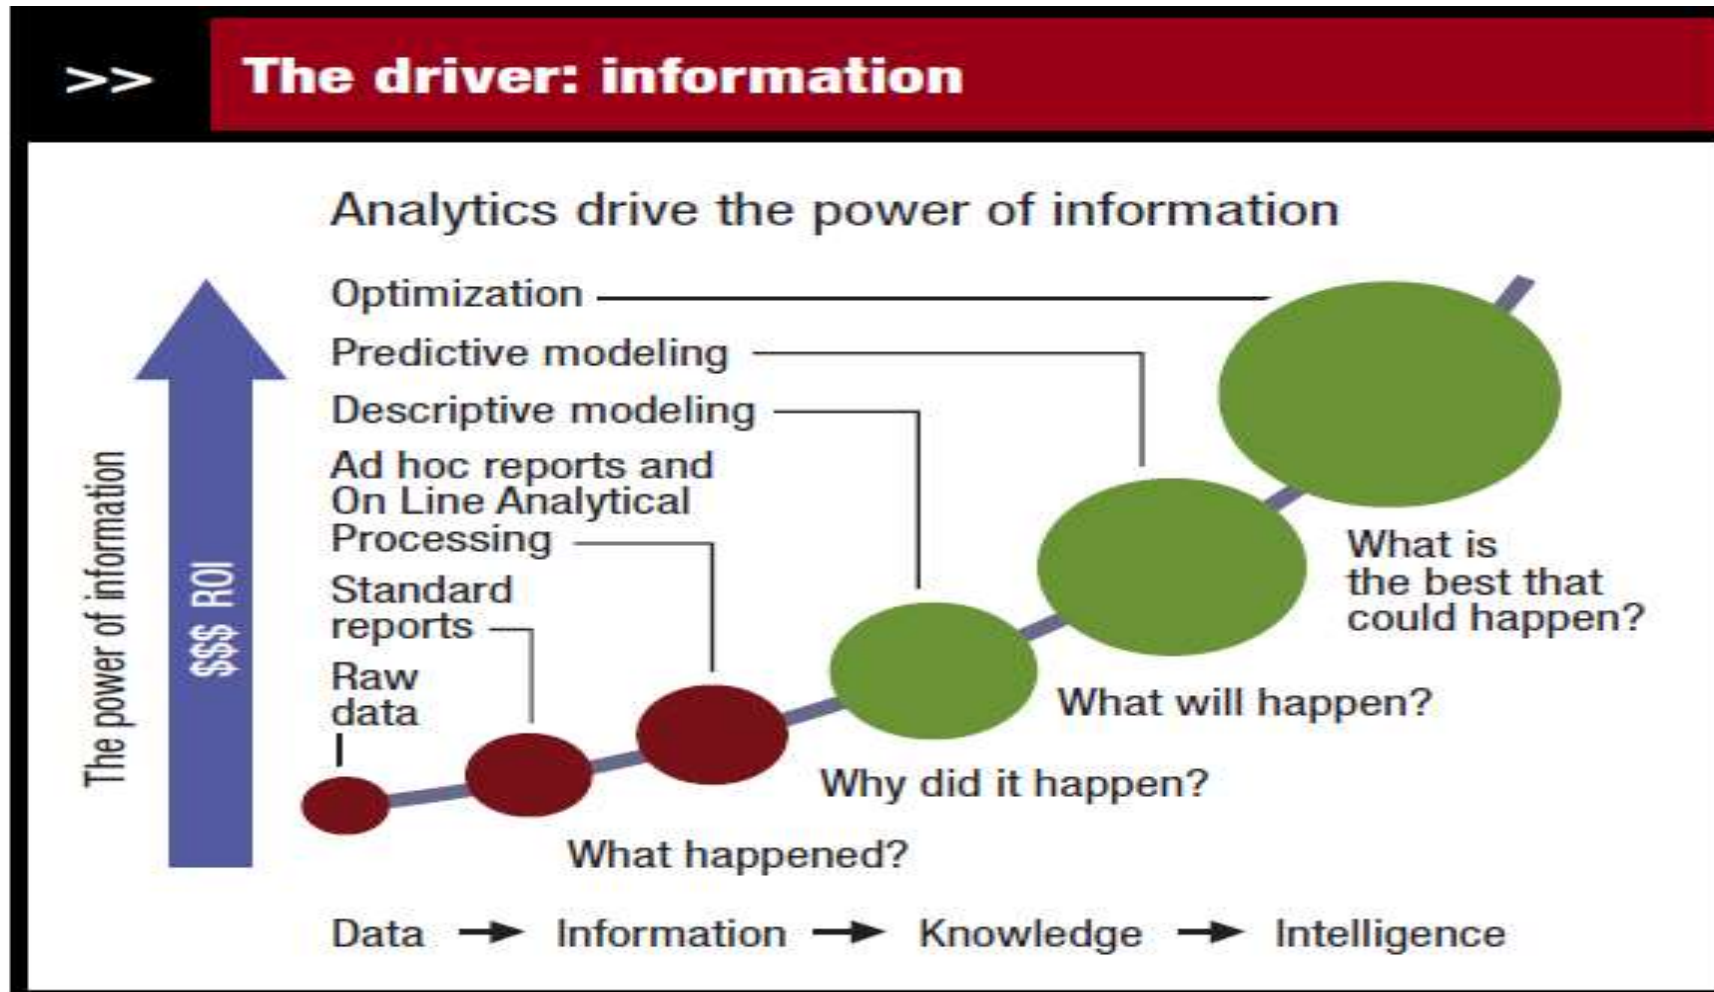 >> The driver: information
Analytics drive the power of information
Optimization
Predictive modeling
Descriptive modeling
Ad hoc reports and
On Line Analytical
Processing
Standard
reports
Raw
data
The power of information
$$$ ROI
What is
the best that
could happen?
What will happen?
Why did it happen?
What happened?
Data → Information → Knowledge → Intelligence